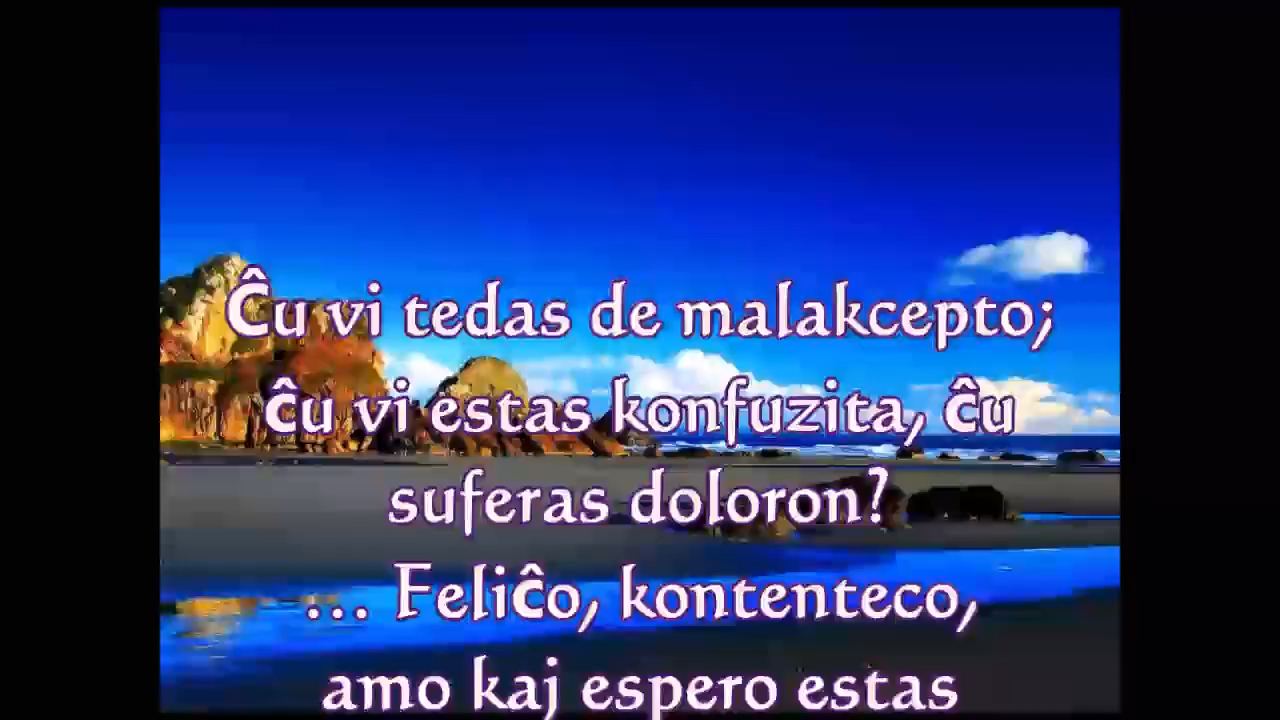 Ĉu vi tedas de malakcepto;
ĉu vi estas konfuzita, ĉu
suferas doloron?
... Feliĉo, kontenteco,
amo kaj espero estas